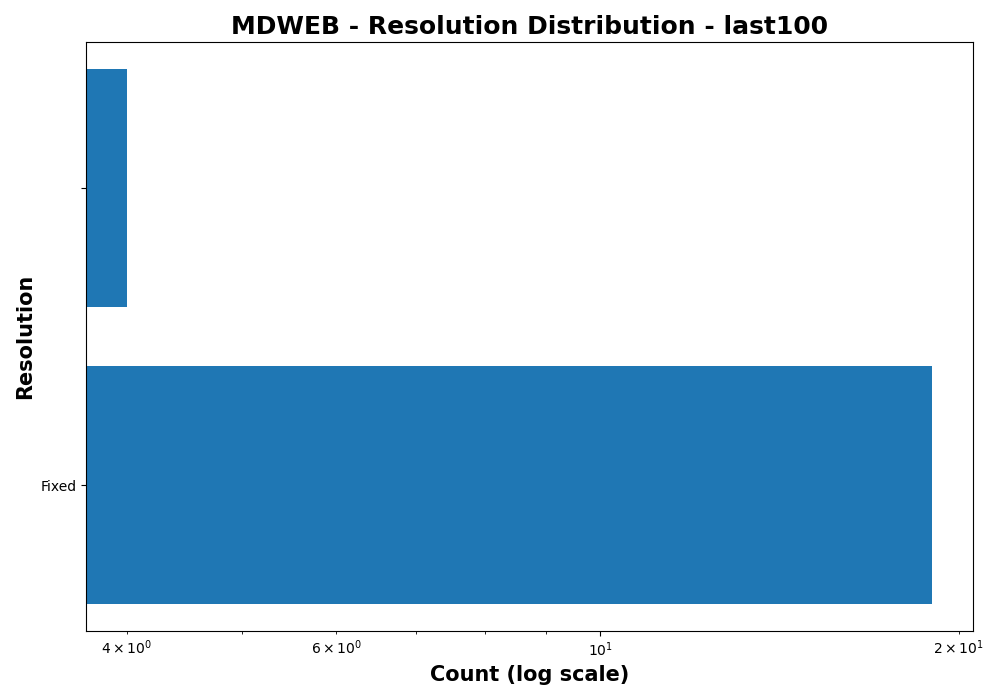 MDWEB - Resolution Distribution - last100
Resolution
Fixed
4 × 10⁰
6 × 10⁰
10¹
2 × 10¹
Count (log scale)